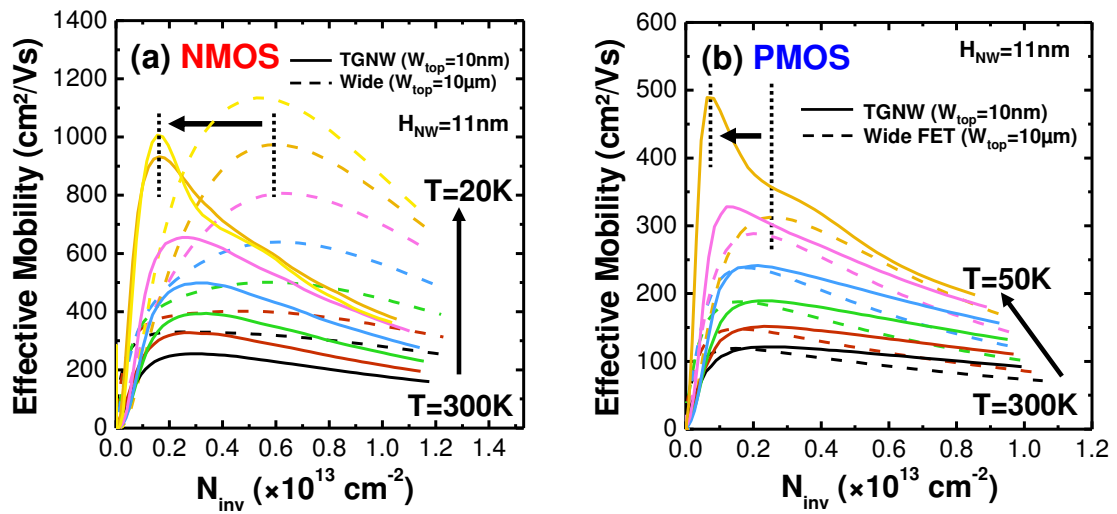 (a) NMOS
TGNW (Wtop=10nm)
Wide (Wtop=10μm)
HNW=11nm
T=20K
T=300K
Effective Mobility (cm²/Vs)
1400
1200
1000
800
600
400
200
0
0.0 0.2 0.4 0.6 0.8 1.0 1.2 1.4
Ninv (×10¹³ cm⁻²)
(b) PMOS
HNW=11nm
TGNW (Wtop=10nm)
Wide FET (Wtop=10μm)
T=50K
T=300K
Effective Mobility (cm²/Vs)
600
500
400
300
200
100
0
0.0 0.2 0.4 0.6 0.8 1.0 1.2
Ninv (×10¹³ cm⁻²)